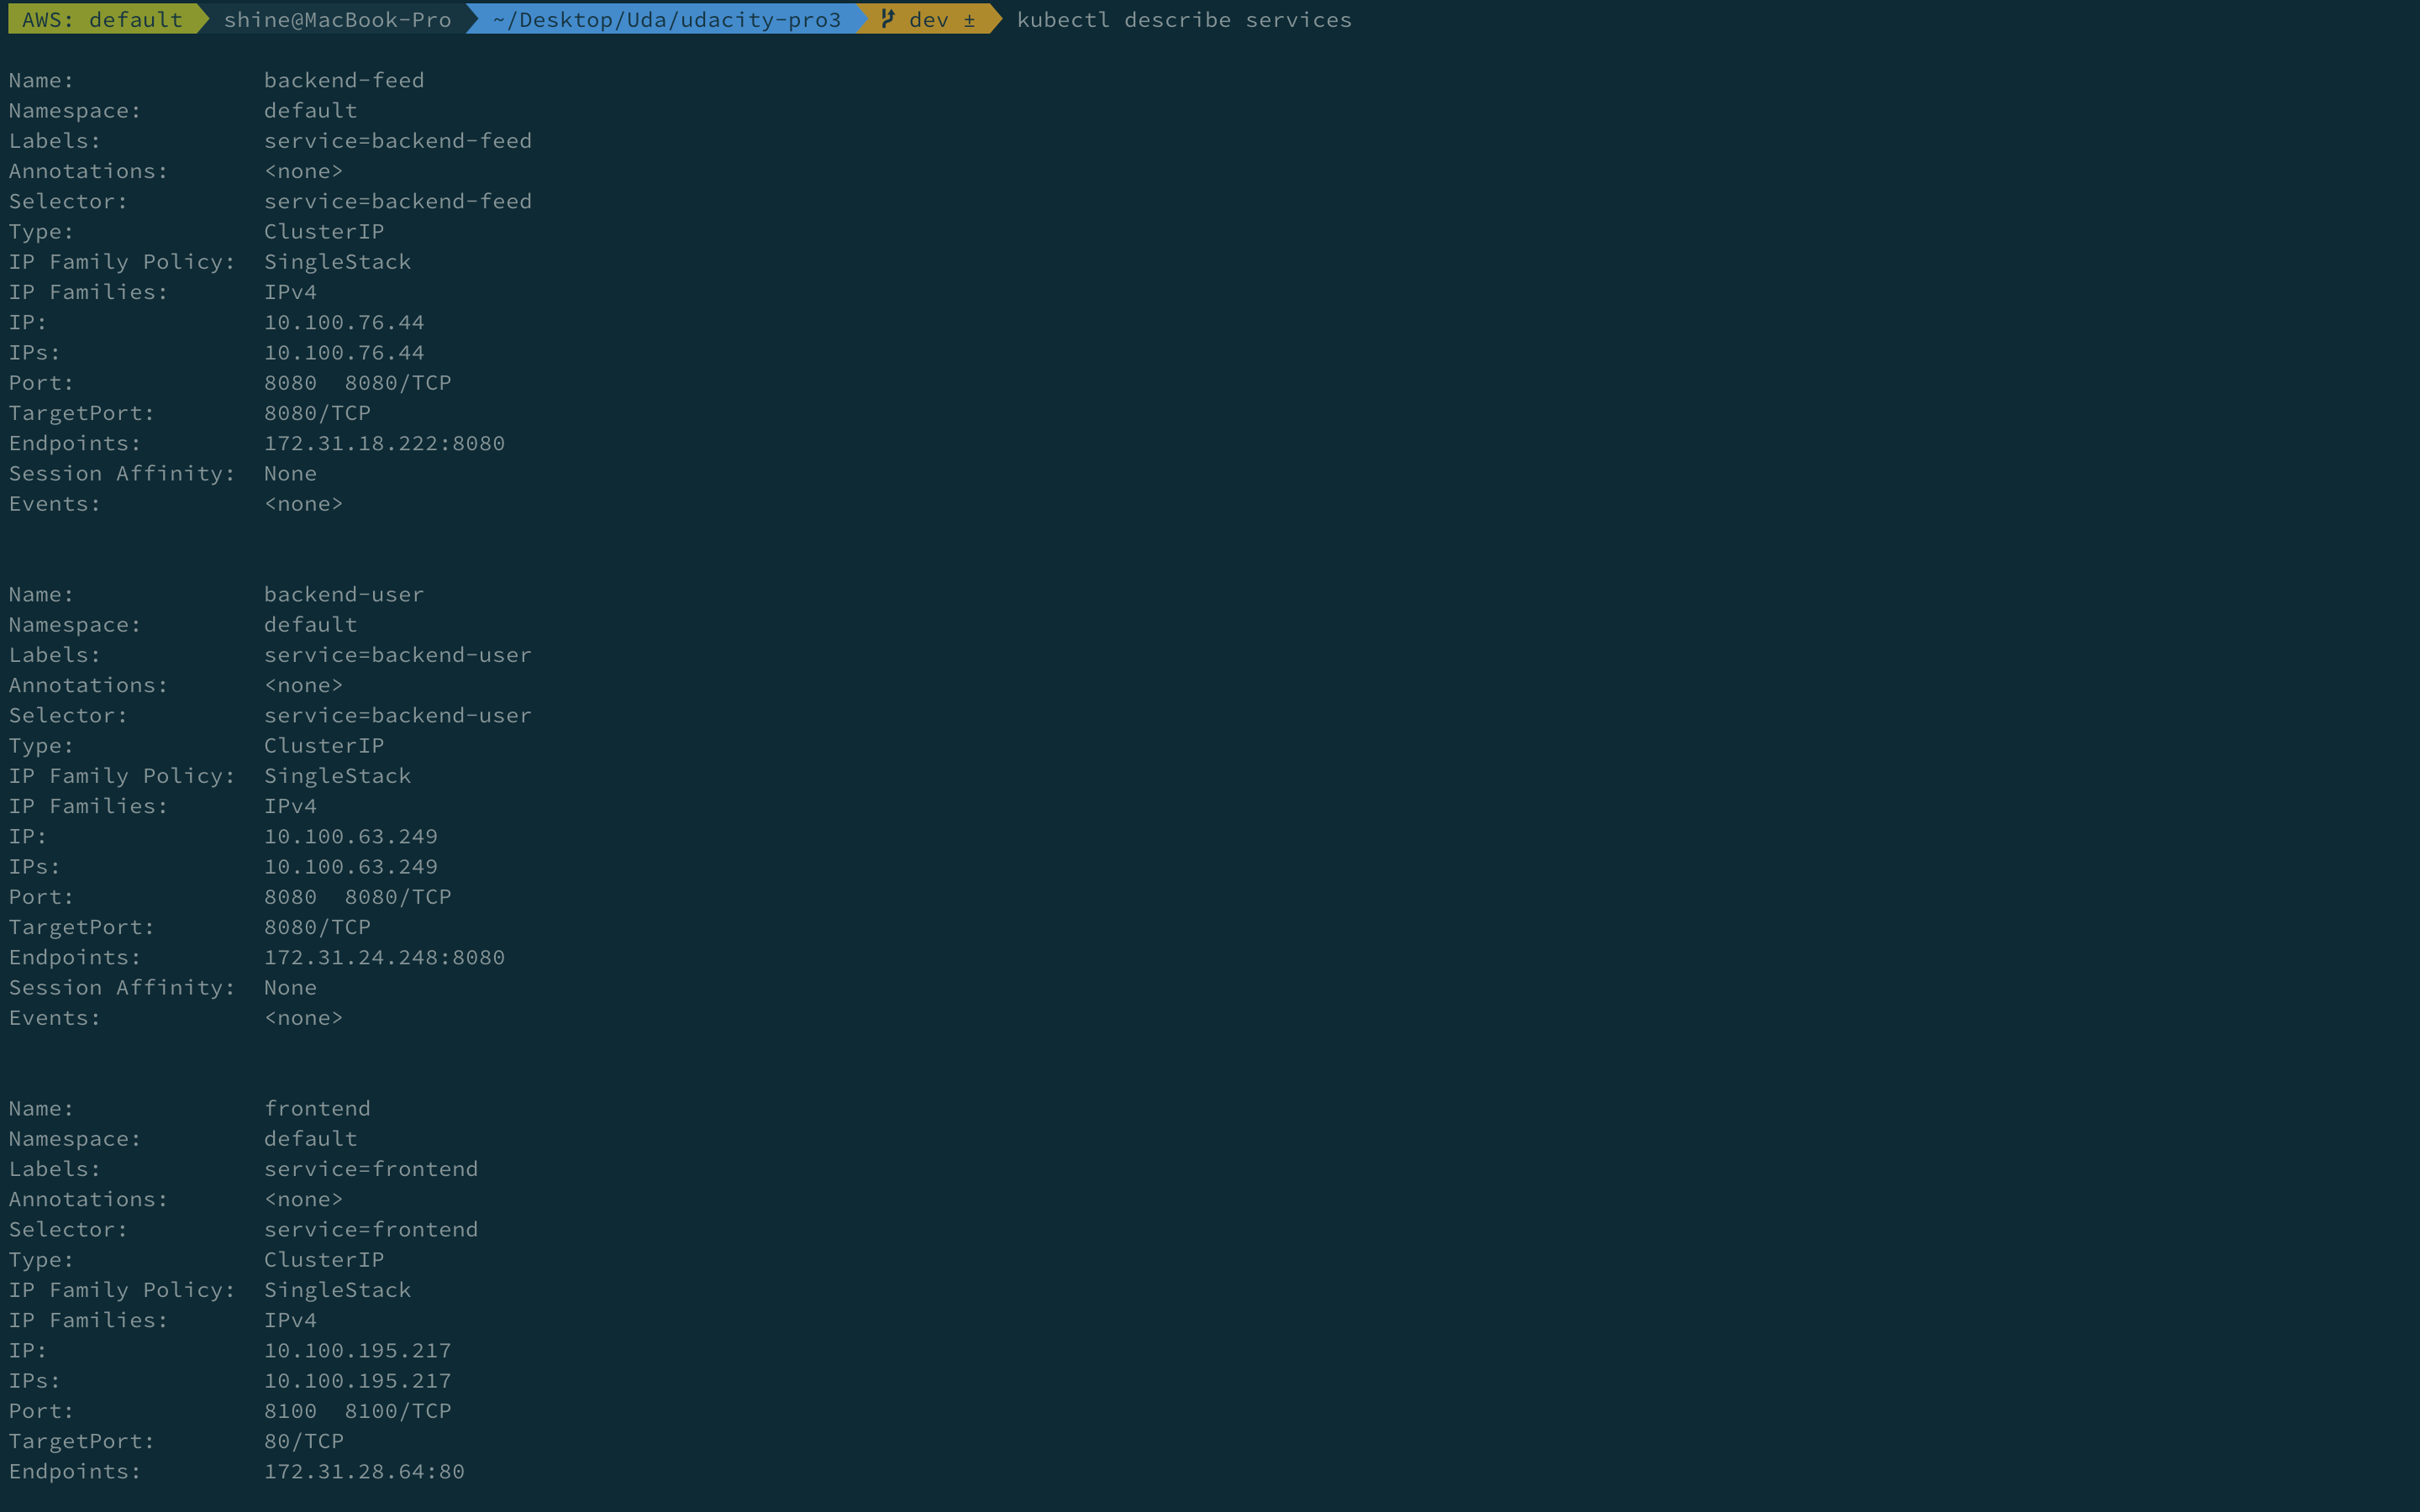 AWS: default shine@MacBook-Pro ~/Desktop/Uda/udacity-pro3 dev ± kubectl describe services
Name: backend-feed
Namespace: default
Labels: service=backend-feed
Annotations: <none>
Selector: service=backend-feed
Type: ClusterIP
IP Family Policy: SingleStack
IP Families: IPv4
IP: 10.100.76.44
IPs: 10.100.76.44
Port: 8080 8080/TCP
TargetPort: 8080/TCP
Endpoints: 172.31.18.222:8080
Session Affinity: None
Events: <none>
Name: backend-user
Namespace: default
Labels: service=backend-user
Annotations: <none>
Selector: service=backend-user
Type: ClusterIP
IP Family Policy: SingleStack
IP Families: IPv4
IP: 10.100.63.249
IPs: 10.100.63.249
Port: 8080 8080/TCP
TargetPort: 8080/TCP
Endpoints: 172.31.24.248:8080
Session Affinity: None
Events: <none>
Name: frontend
Namespace: default
Labels: service=frontend
Annotations: <none>
Selector: service=frontend
Type: ClusterIP
IP Family Policy: SingleStack
IP Families: IPv4
IP: 10.100.195.217
IPs: 10.100.195.217
Port: 8100 8100/TCP
TargetPort: 80/TCP
Endpoints: 172.31.28.64:80